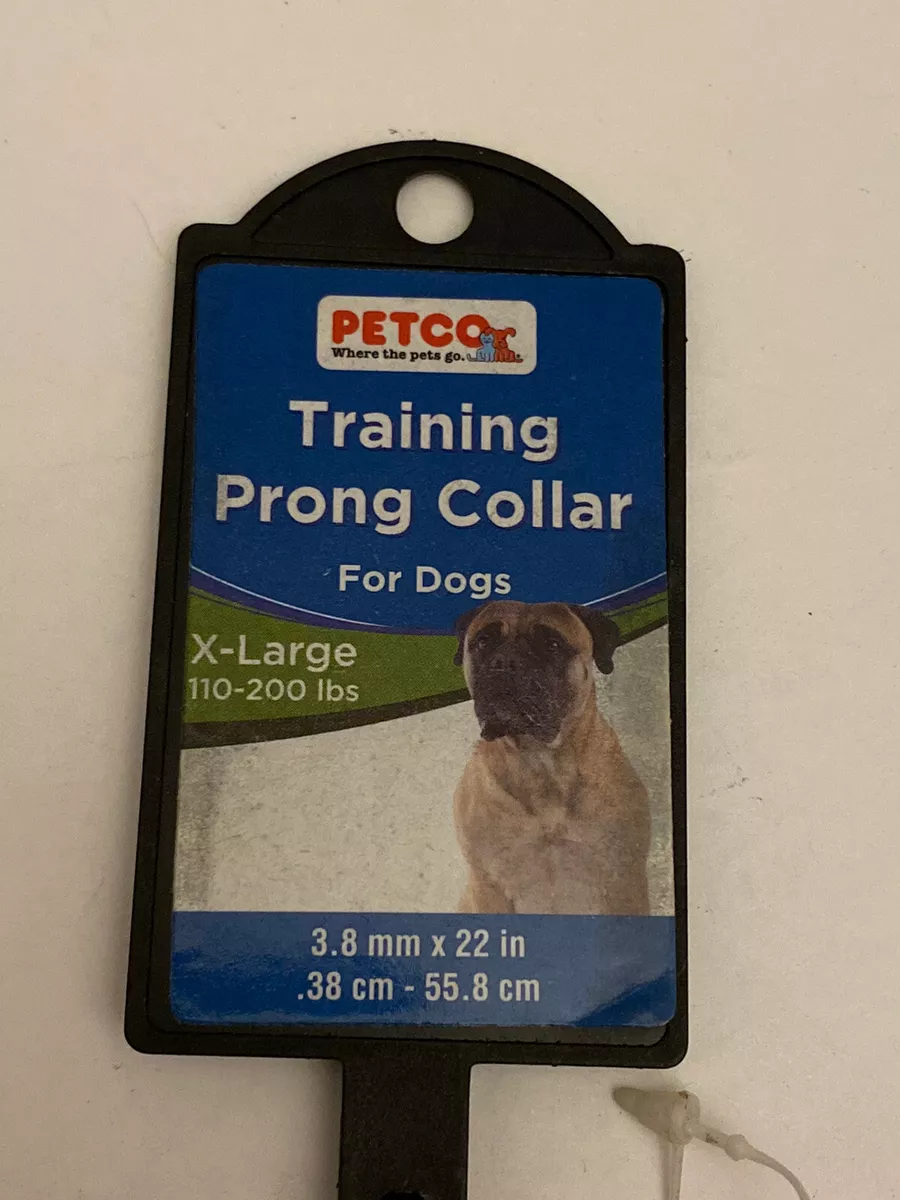 PETCO
Where the pets go.
Training
Prong Collar
For Dogs
X-Large
110-200 lbs
3.8 mm x 22 in
.38 cm - 55.8 cm